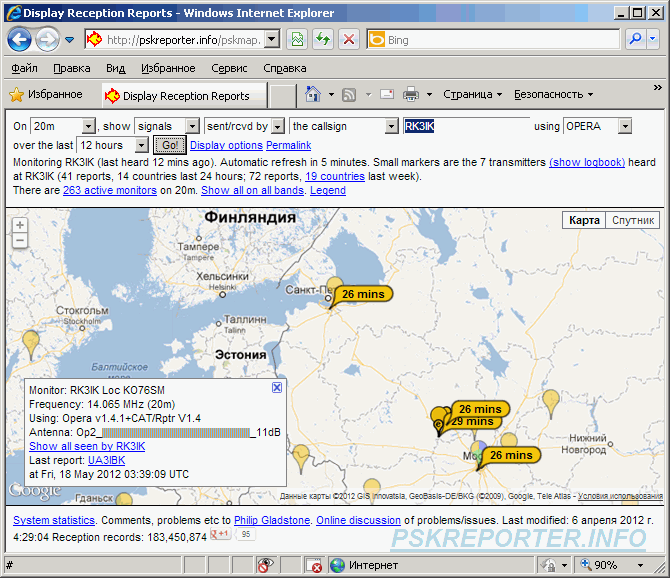 Display Reception Reports - Windows Internet Explorer
http://pskreporter.info/pskmap. Bing
Файл Правка Вид Избранное Сервис Справка
Избранное Display Reception Reports Страница Безопасность »
On 20m , show signals sent/rcvd by the callsign RK3IK using OPERA
over the last 12 hours Go! Display options Permalink
Monitoring RK3IK (last heard 12 mins ago). Automatic refresh in 5 minutes. Small markers are the 7 transmitters (show logbook) heard
at RK3IK (41 reports, 14 countries last 24 hours; 72 reports, 19 countries last week).
There are 263 active monitors on 20m. Show all on all bands. Legend
Финляндия
Карта Спутник
Тампере
Tampere
Хельсинки
Helsinki
Санкт-Пе
26 mins
Стокгольм
Stockholm
Таллинн
Tallinn
Эстония
Балтийское
Monitor: RK3IK Loc KO76SM
Frequency: 14.065 MHz (20m)
Using: Opera v1.4.1+CAT/Rptr V1.4
Antenna: Op2_ _11dB
Show all seen by RK3IK
Last report: UA3IBK
at Fri, 18 May 2012 03:39:09 UTC
26 mins
29 mins
Мос
26 mins
Нижний
Новгород
Google
Гданьск
Данные карты ©2012 GIS Innovatsia, GeoBasis-DE/BKG (©2009), Google, Tele Atlas - Условия использования
System statistics. Comments, problems etc to Philip Gladstone. Online discussion of problems/issues. Last modified: 6 апреля 2012 г.
4:29:04 Reception records: 183,450,874 +1 95
PSKREPORTER.INFO
# Интернет 90%